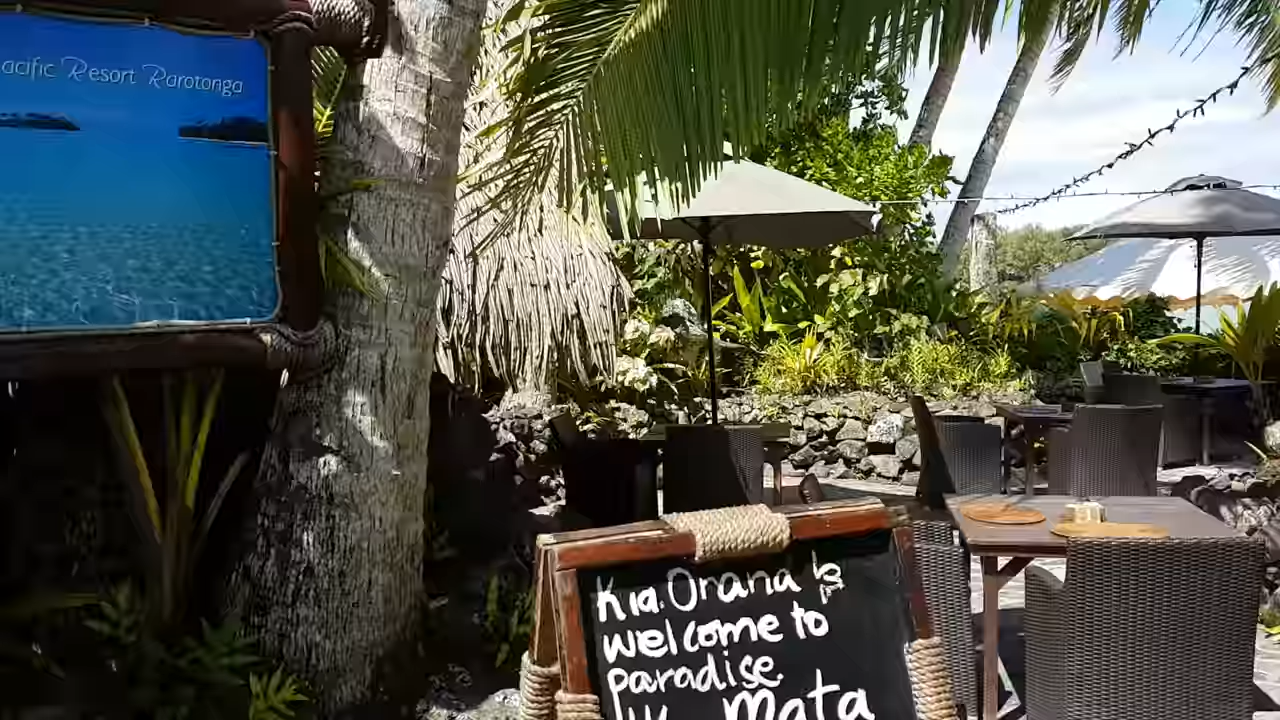 acific Resort Rarotonga
Kia Orana &
welcome to
paradise
Mata